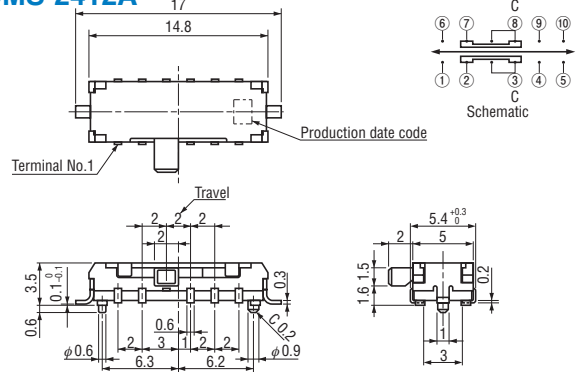 17
14.8
Production date code
Terminal No.1
C
⑥ ⑦ ⑧ ⑨ ⑩
① ② ③ ④ ⑤
C
Schematic
Travel
2 2 2
2
3.5
0.1 0 -0.1
0.6
0.3
0.6
C 0.2
φ0.6
2 3 1 2 2
φ0.9
6.3 6.2
5.4 +0.3 0
2 5
1.5
1.6
0.2
1
3